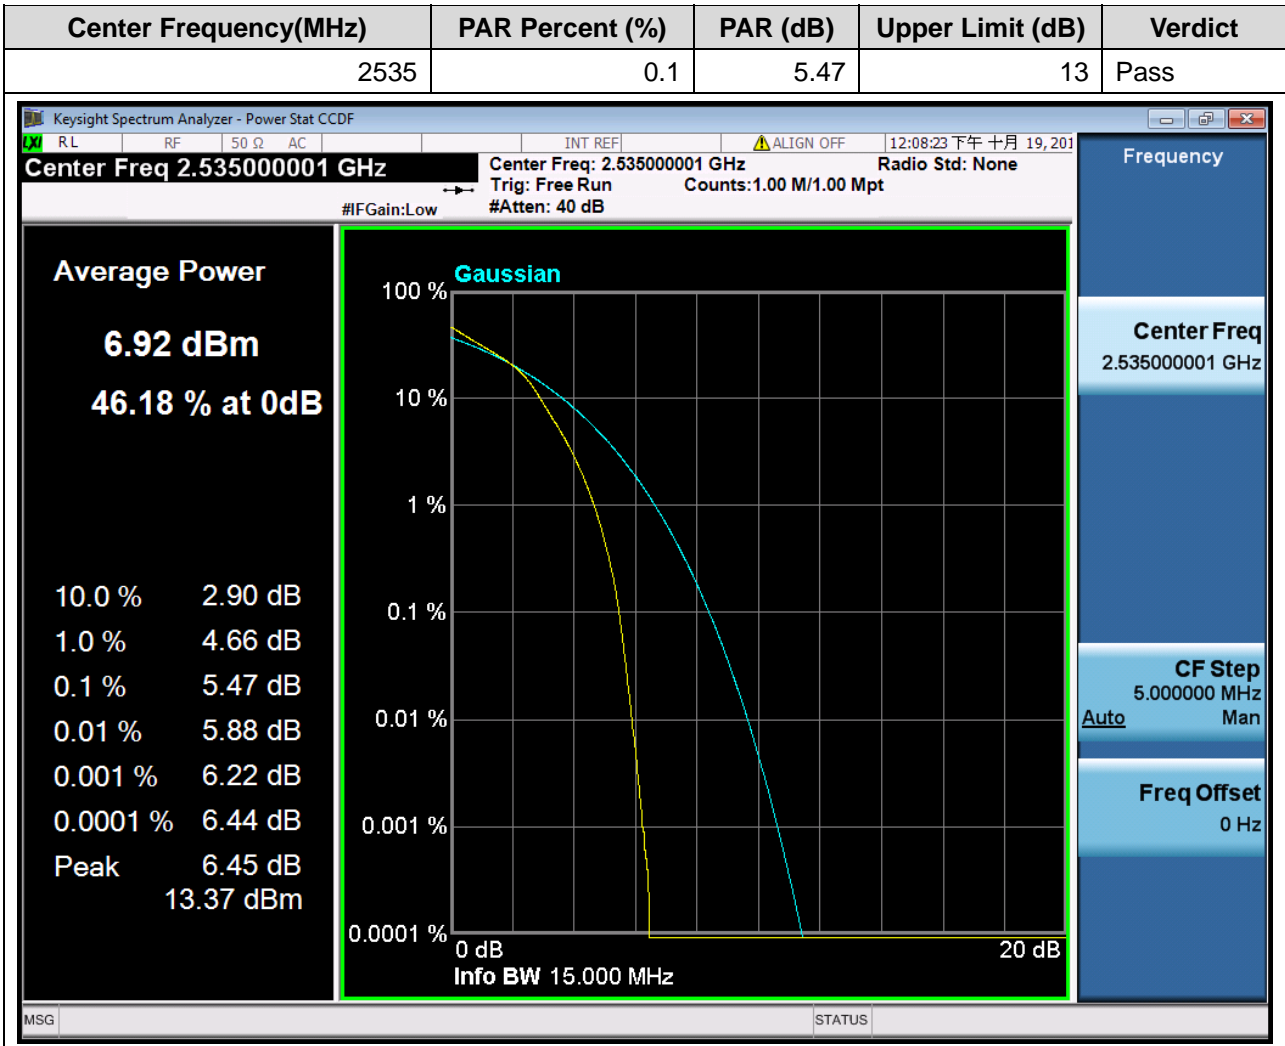 Center Frequency(MHz) PAR Percent (%) PAR (dB) Upper Limit (dB) Verdict
2535 0.1 5.47 13 Pass
Keysight Spectrum Analyzer - Power Stat CCDF
LXI RL RF 50 Ω AC INT REF ALIGN OFF 12:08:23 下午 十月 19, 201
Center Freq 2.535000001 GHz
Center Freq: 2.535000001 GHz Radio Std: None
Trig: Free Run Counts:1.00 M/1.00 Mpt
#IFGain:Low #Atten: 40 dB
Frequency
Average Power
6.92 dBm
46.18 % at 0dB
10.0 % 2.90 dB
1.0 % 4.66 dB
0.1 % 5.47 dB
0.01 % 5.88 dB
0.001 % 6.22 dB
0.0001 % 6.44 dB
Peak 6.45 dB
13.37 dBm
Gaussian
100 %
10 %
1 %
0.1 %
0.01 %
0.001 %
0.0001 %
0 dB 20 dB
Info BW 15.000 MHz
Center Freq
2.535000001 GHz
CF Step
5.000000 MHz
Auto Man
Freq Offset
0 Hz
MSG STATUS